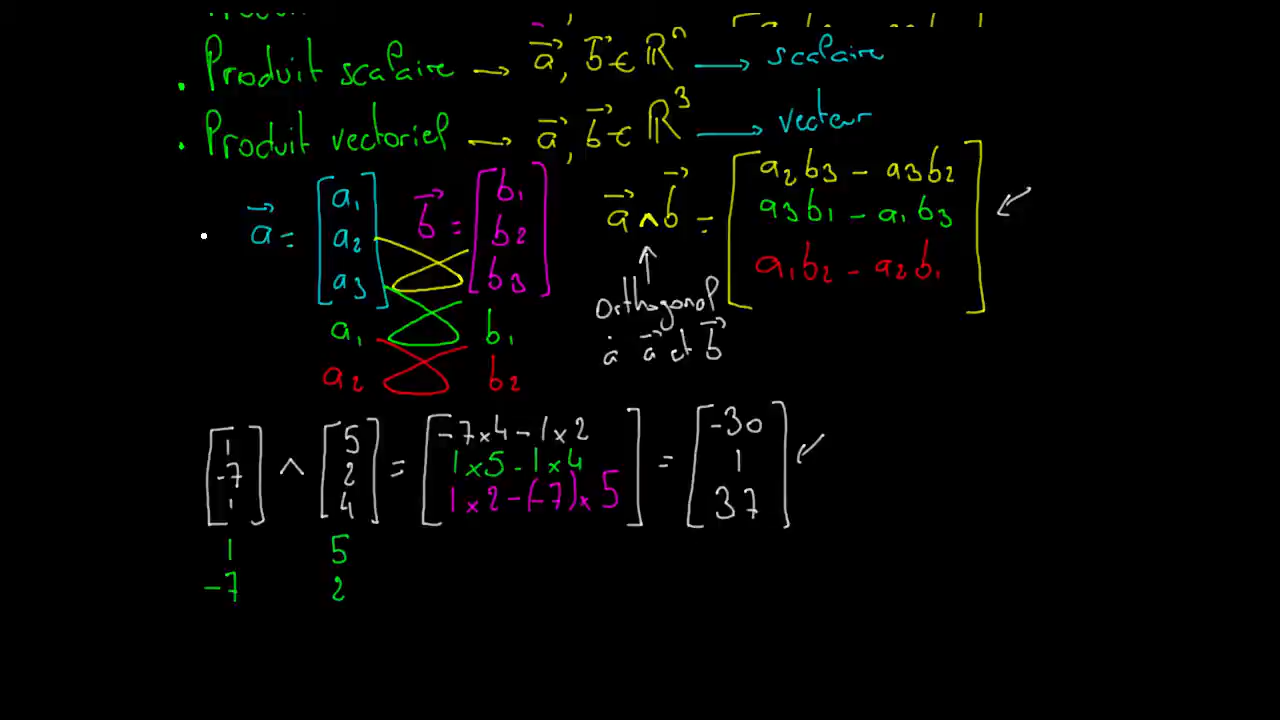 . Produit scalaire → a⃗, b⃗ ∈ ℝⁿ → scalaire
. Produit vectoriel → a⃗, b⃗ ∈ ℝ³ → vecteur
a⃗ = [a₁ a₂ a₃] b⃗ = [b₁ b₂ b₃] a⃗ ∧ b⃗ = [a₂b₃ - a₃b₂
a₃b₁ - a₁b₃
a₁b₂ - a₂b₁]
a₁ b₁
a₂ b₂
orthogonal
à a⃗ et b⃗
[1 -7 1] ∧ [5 2 4] = [-7×4 - 1×2
1×5 - 1×4
1×2 - (-7)×5] = [-30 1 37]
1 5
-7 2